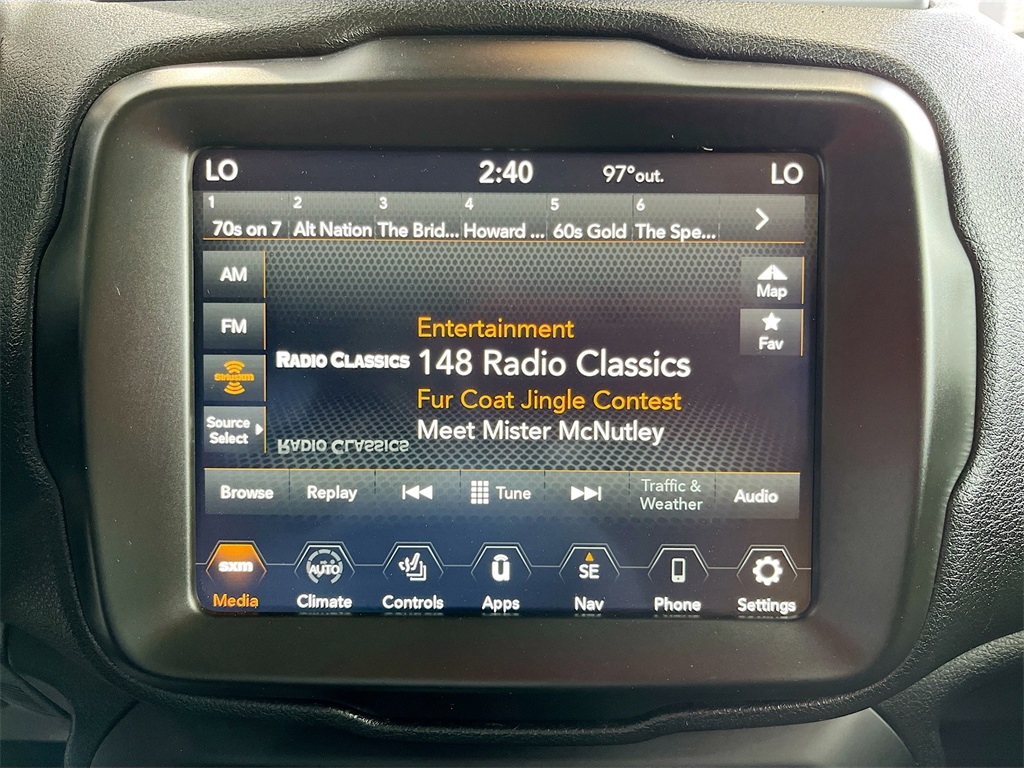 LO 2:40 97°out. LO
1 2 3 4 5 6
70s on 7 Alt Nation The Brid... Howard ... 60s Gold The Spe...
AM
Map
FM
Fav
Entertainment
RADIO CLASSICS 148 Radio Classics
SiriusXM
Fur Coat Jingle Contest
Source
Select
Meet Mister McNutley
RADIO CLASSICS
Browse Replay Tune Traffic &
Weather Audio
sxm AUTO SE
Media Climate Controls Apps Nav Phone Settings